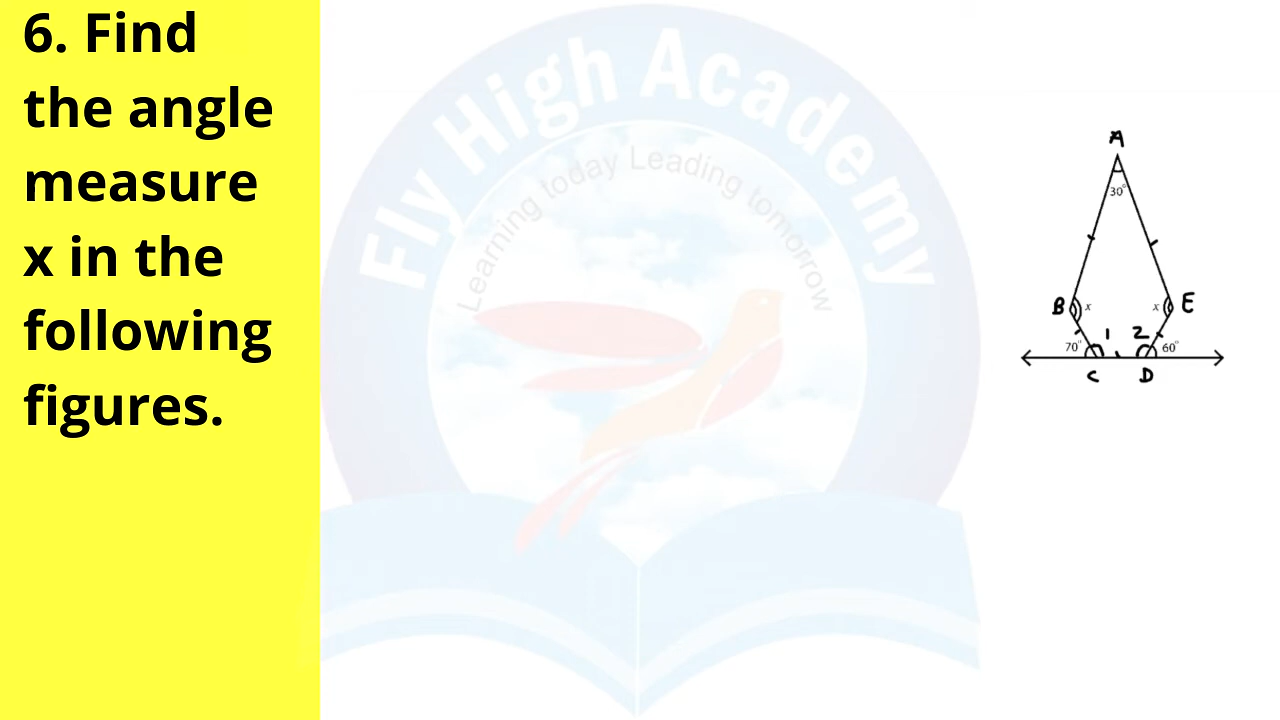 6. Find
the angle
measure
x in the
following
figures.
Fly High Academy
Learning today Leading tomorrow
A
30°
B x x E
1 2
70° 60°
C D